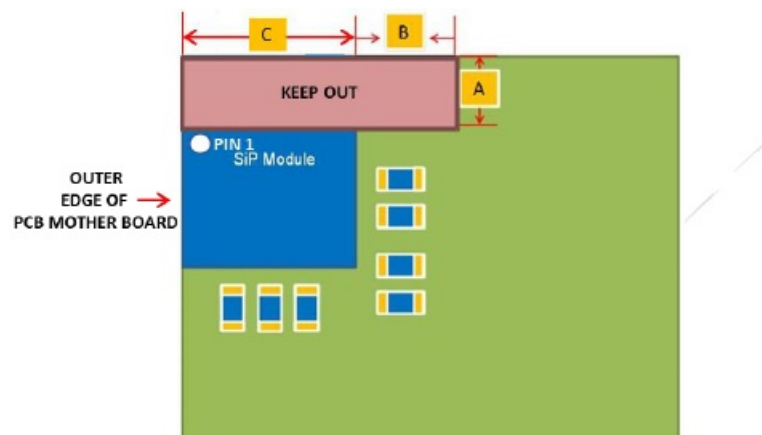 C
B
A
KEEP OUT
PIN 1
SiP Module
OUTER
EDGE OF
PCB MOTHER BOARD